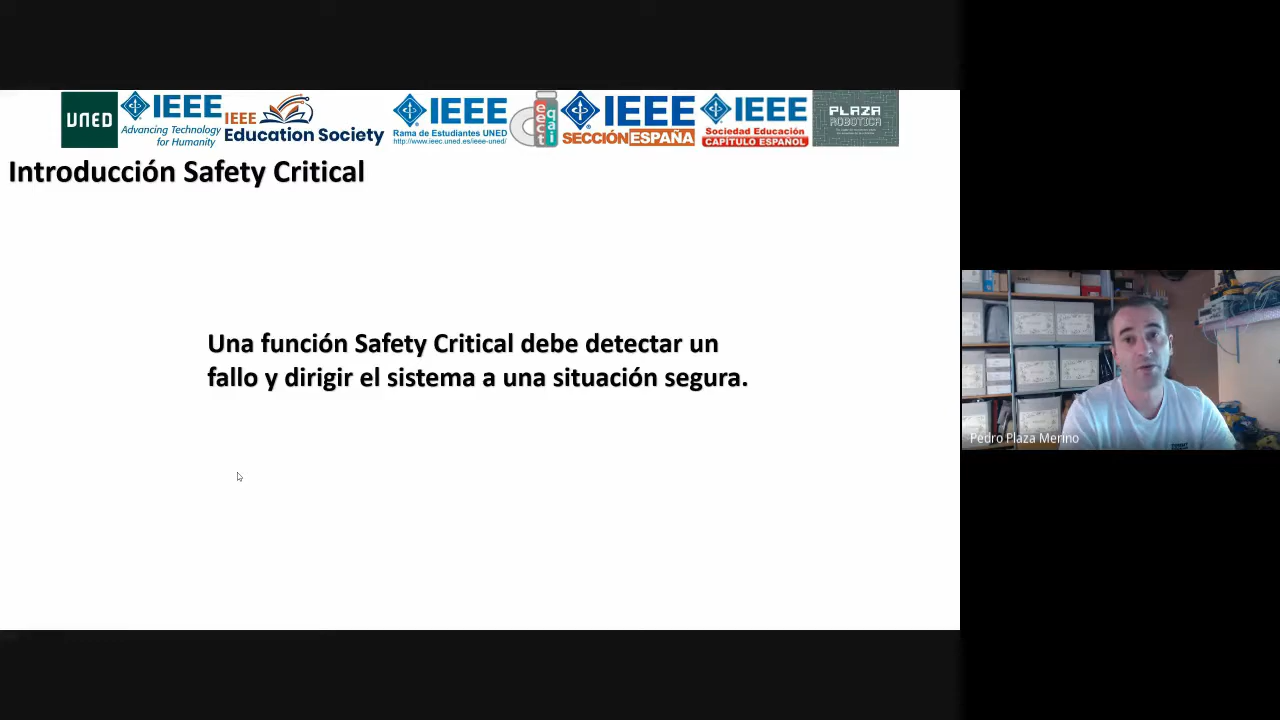 UNED
IEEE
Advancing Technology
for Humanity
IEEE
Education Society
IEEE
Rama de Estudiantes UNED
http://www.ieec.uned.es/ieee-uned/
IEEE
SECCIÓN ESPAÑA
IEEE
Sociedad Educación
CAPÍTULO ESPAÑOL
PLAZA
ROBOTICA
Introducción Safety Critical
Una función Safety Critical debe detectar un
fallo y dirigir el sistema a una situación segura.
Pedro Plaza Merino